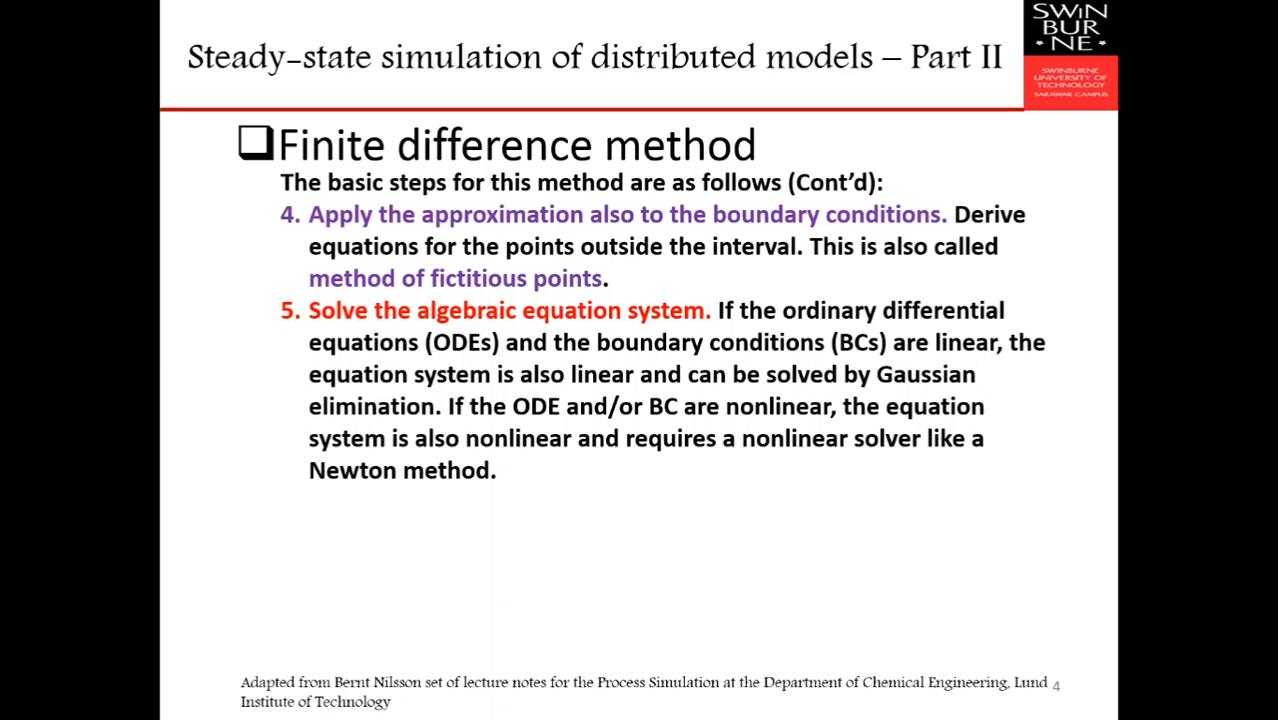 Steady-state simulation of distributed models – Part II
SWIN
BUR
*NE*
SWINBURNE
UNIVERSITY OF
TECHNOLOGY
SARAWAK CAMPUS
Finite difference method
The basic steps for this method are as follows (Cont’d):
4. Apply the approximation also to the boundary conditions. Derive
equations for the points outside the interval. This is also called
method of fictitious points.
5. Solve the algebraic equation system. If the ordinary differential
equations (ODEs) and the boundary conditions (BCs) are linear, the
equation system is also linear and can be solved by Gaussian
elimination. If the ODE and/or BC are nonlinear, the equation
system is also nonlinear and requires a nonlinear solver like a
Newton method.
Adapted from Bernt Nilsson set of lecture notes for the Process Simulation at the Department of Chemical Engineering, Lund
Institute of Technology
4